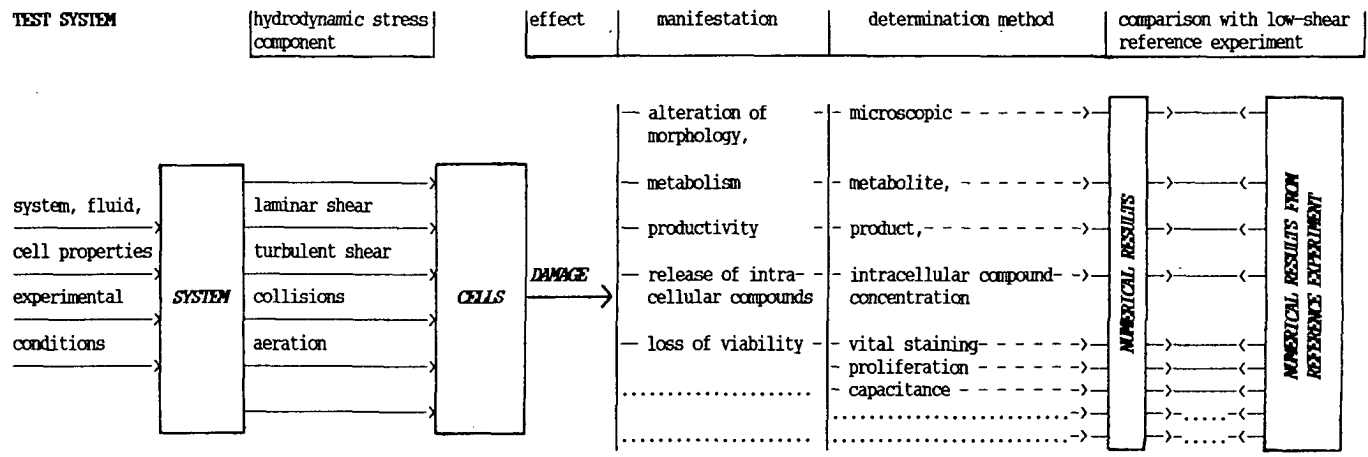 TEST SYSTEM
hydrodynamic stress
component
effect
manifestation
determination method
comparison with low-shear
reference experiment
system, fluid,
cell properties
experimental
conditions
SYSTEM
laminar shear
turbulent shear
collisions
aeration
CELLS
DAMAGE
alteration of
morphology,
metabolism
productivity
release of intra-
cellular compounds
loss of viability
....................
....................
microscopic
metabolite,
product,
intracellular compound-
concentration
vital staining
proliferation
capacitance
NUMERICAL RESULTS
NUMERICAL RESULTS FROM
REFERENCE EXPERIMENT